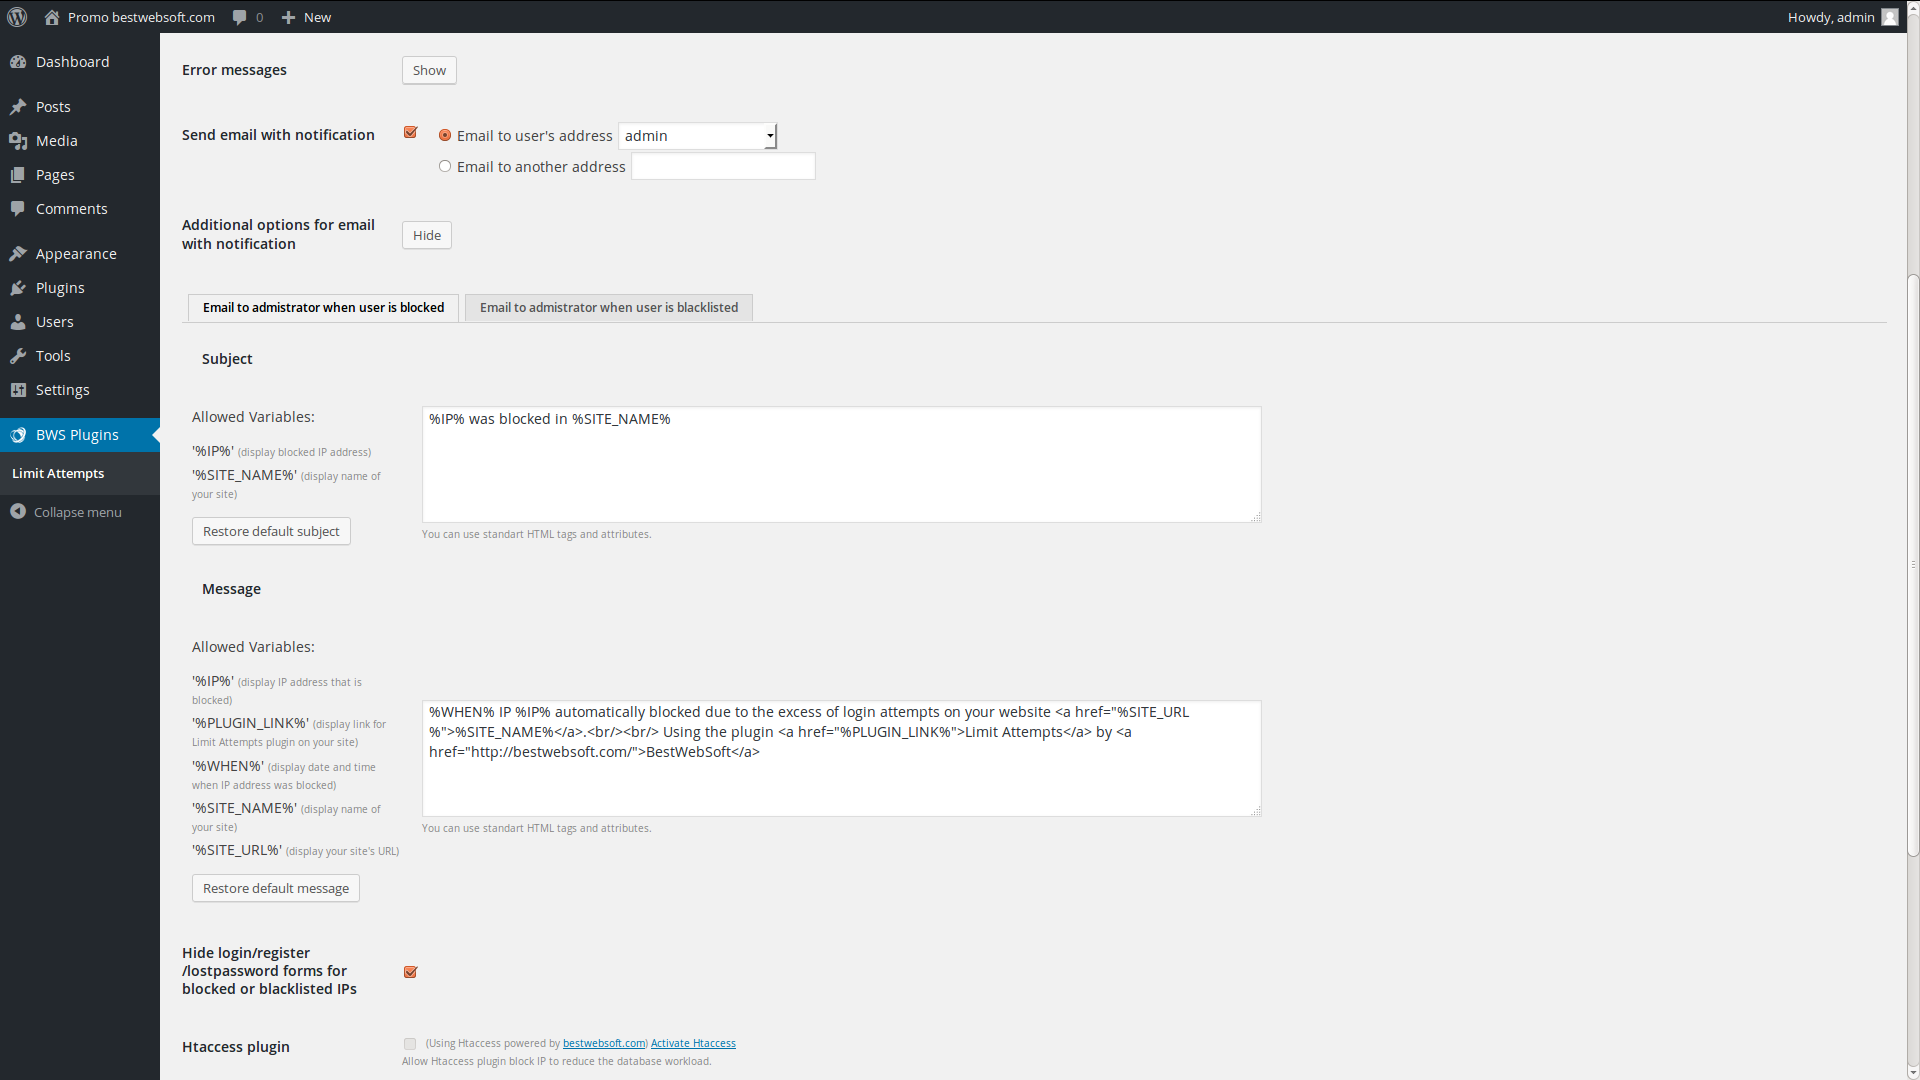 Promo bestwebsoft.com 0 New Howdy, admin
Dashboard
Posts
Media
Pages
Comments
Appearance
Plugins
Users
Tools
Settings
BWS Plugins
Limit Attempts
Collapse menu
Error messages Show
Send email with notification Email to user's address admin
Email to another address
Additional options for email
with notification
Hide
Email to admistrator when user is blocked Email to admistrator when user is blacklisted
Subject
Allowed Variables:
'%IP%' (display blocked IP address)
'%SITE_NAME%' (display name of
your site)
Restore default subject
%IP% was blocked in %SITE_NAME%
You can use standart HTML tags and attributes.
Message
Allowed Variables:
'%IP%' (display IP address that is
blocked)
'%PLUGIN_LINK%' (display link for
Limit Attempts plugin on your site)
'%WHEN%' (display date and time
when IP address was blocked)
'%SITE_NAME%' (display name of
your site)
'%SITE_URL%' (display your site's URL)
Restore default message
%WHEN% IP %IP% automatically blocked due to the excess of login attempts on your website <a href="%SITE_URL
%">%SITE_NAME%</a>.<br/><br/> Using the plugin <a href="%PLUGIN_LINK%">Limit Attempts</a> by <a
href="http://bestwebsoft.com/">BestWebSoft</a>
You can use standart HTML tags and attributes.
Hide login/register
/lostpassword forms for
blocked or blacklisted IPs
Htaccess plugin (Using Htaccess powered by bestwebsoft.com) Activate Htaccess
Allow Htaccess plugin block IP to reduce the database workload.